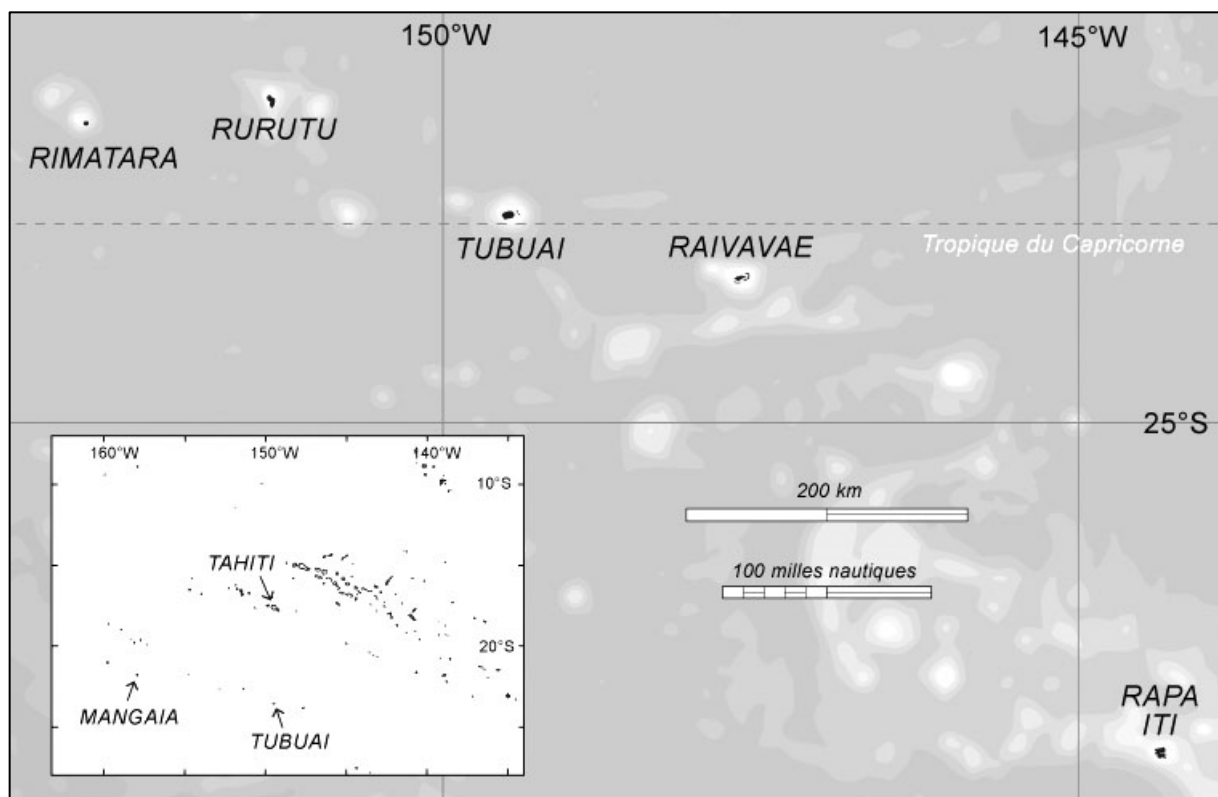 150°W
145°W
RURUTU
RIMATARA
TUBUAI
RAIVAVAE
Tropique du Capricorne
25°S
200 km
100 milles nautiques
RAPA
ITI
160°W
150°W
140°W
10°S
TAHITI
20°S
MANGAIA
TUBUAI